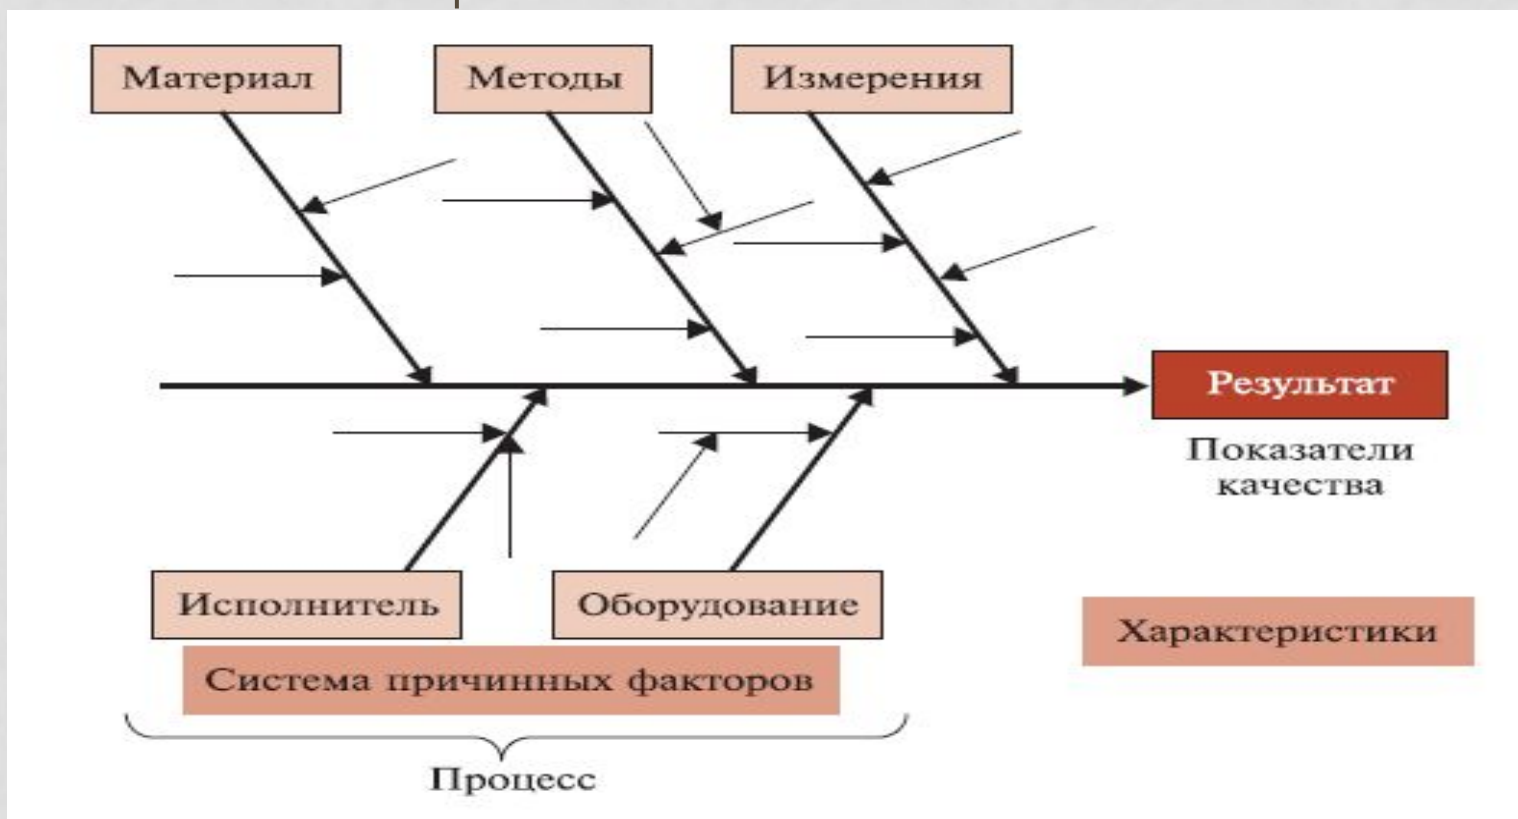 Материал
Методы
Измерения
Результат
Показатели
качества
Исполнитель
Оборудование
Характеристики
Система причинных факторов
Процесс